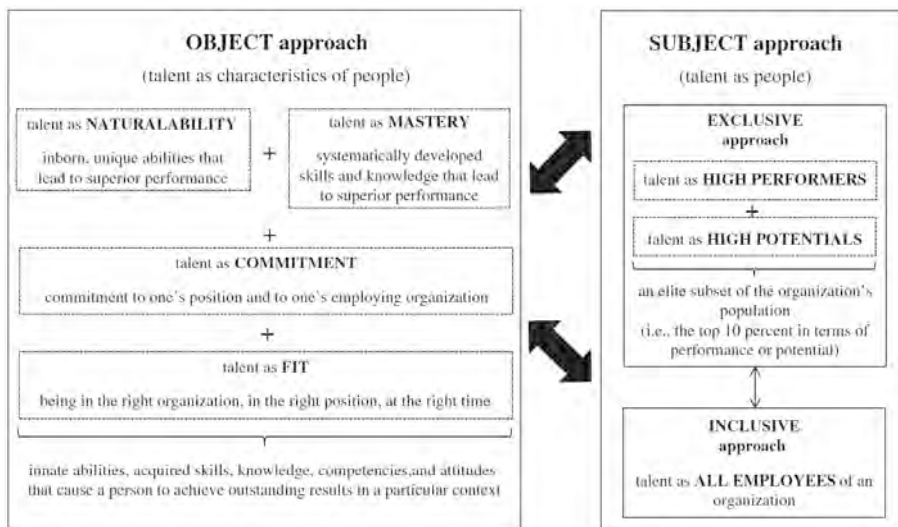 OBJECT approach
(talent as characteristics of people)
talent as NATURALABILITY
inborn, unique abilities that
lead to superior performance
+
talent as MASTERY
systematically developed
skills and knowledge that lead
to superior performance
+
talent as COMMITMENT
commitment to one's position and to one's employing organization
+
talent as FIT
being in the right organization, in the right position, at the right time
innate abilities, acquired skills, knowledge, competencies,and attitudes
that cause a person to achieve outstanding results in a particular context
SUBJECT approach
(talent as people)
EXCLUSIVE
approach
talent as HIGH PERFORMERS
+
talent as HIGH POTENTIALS
an elite subset of the organization's
population
(i.e., the top 10 percent in terms of
performance or potential)
INCLUSIVE
approach
talent as ALL EMPLOYEES of an
organization